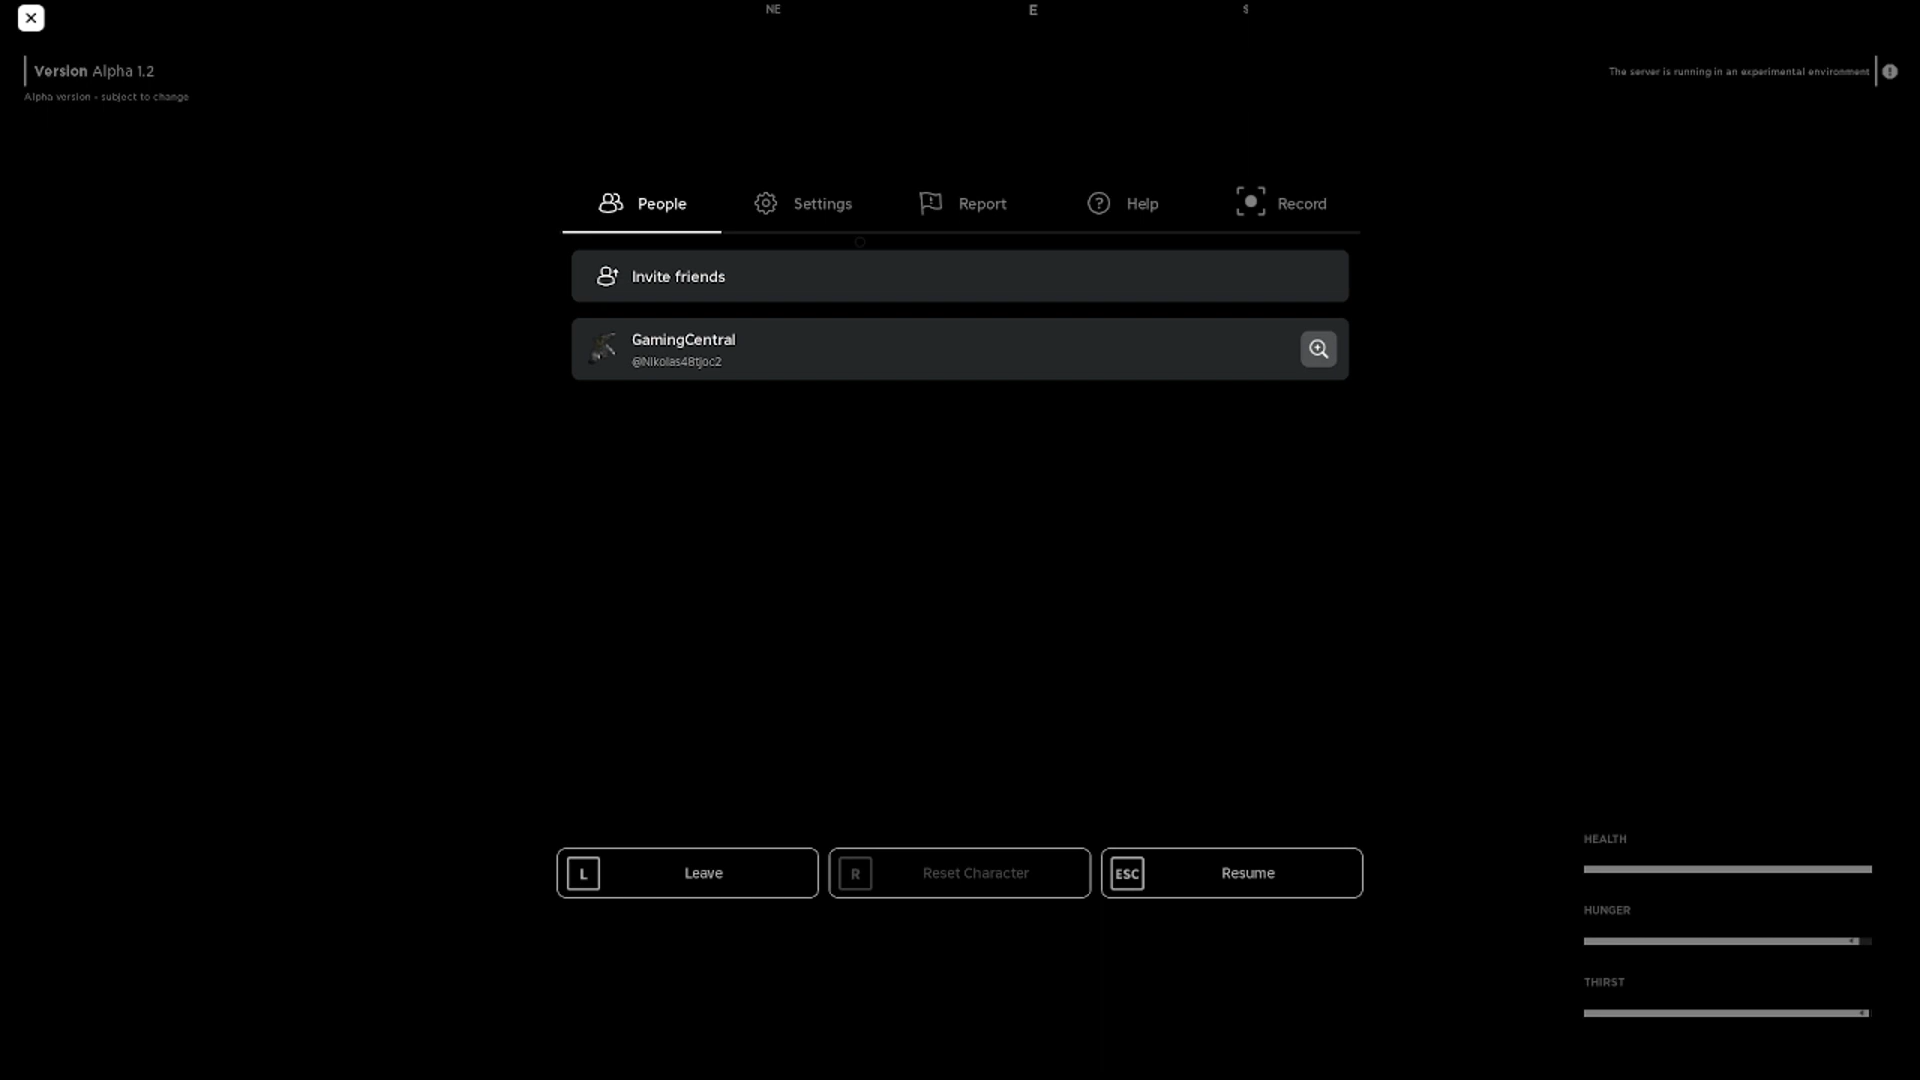 NE E S
Version Alpha 1.2
Alpha version - subject to change
The server is running in an experimental environment
People
Settings
Report
Help
Record
Invite friends
GamingCentral
@Nikolas48tjoc2
L Leave
R Reset Character
ESC Resume
HEALTH
HUNGER
THIRST